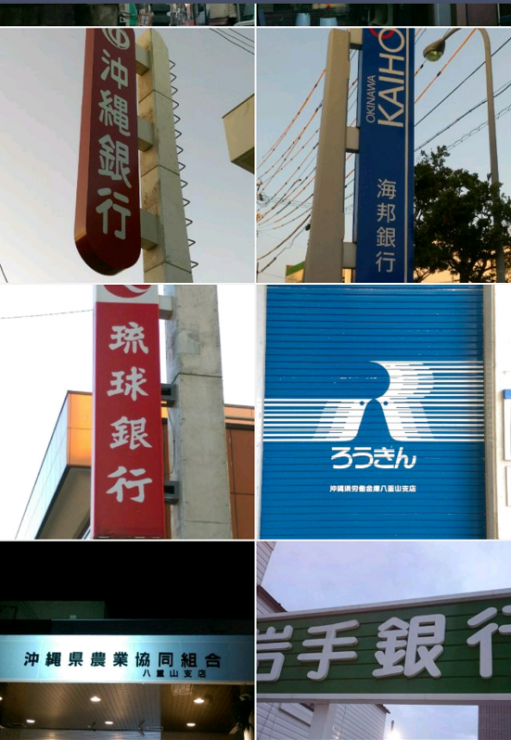 沖縄銀行
OKINAWA
KAIHO
海邦銀行
琉球銀行
ろうきん
沖縄県労働金庫八重山支店
沖縄県農業協同組合
八重山支店
岩手銀行